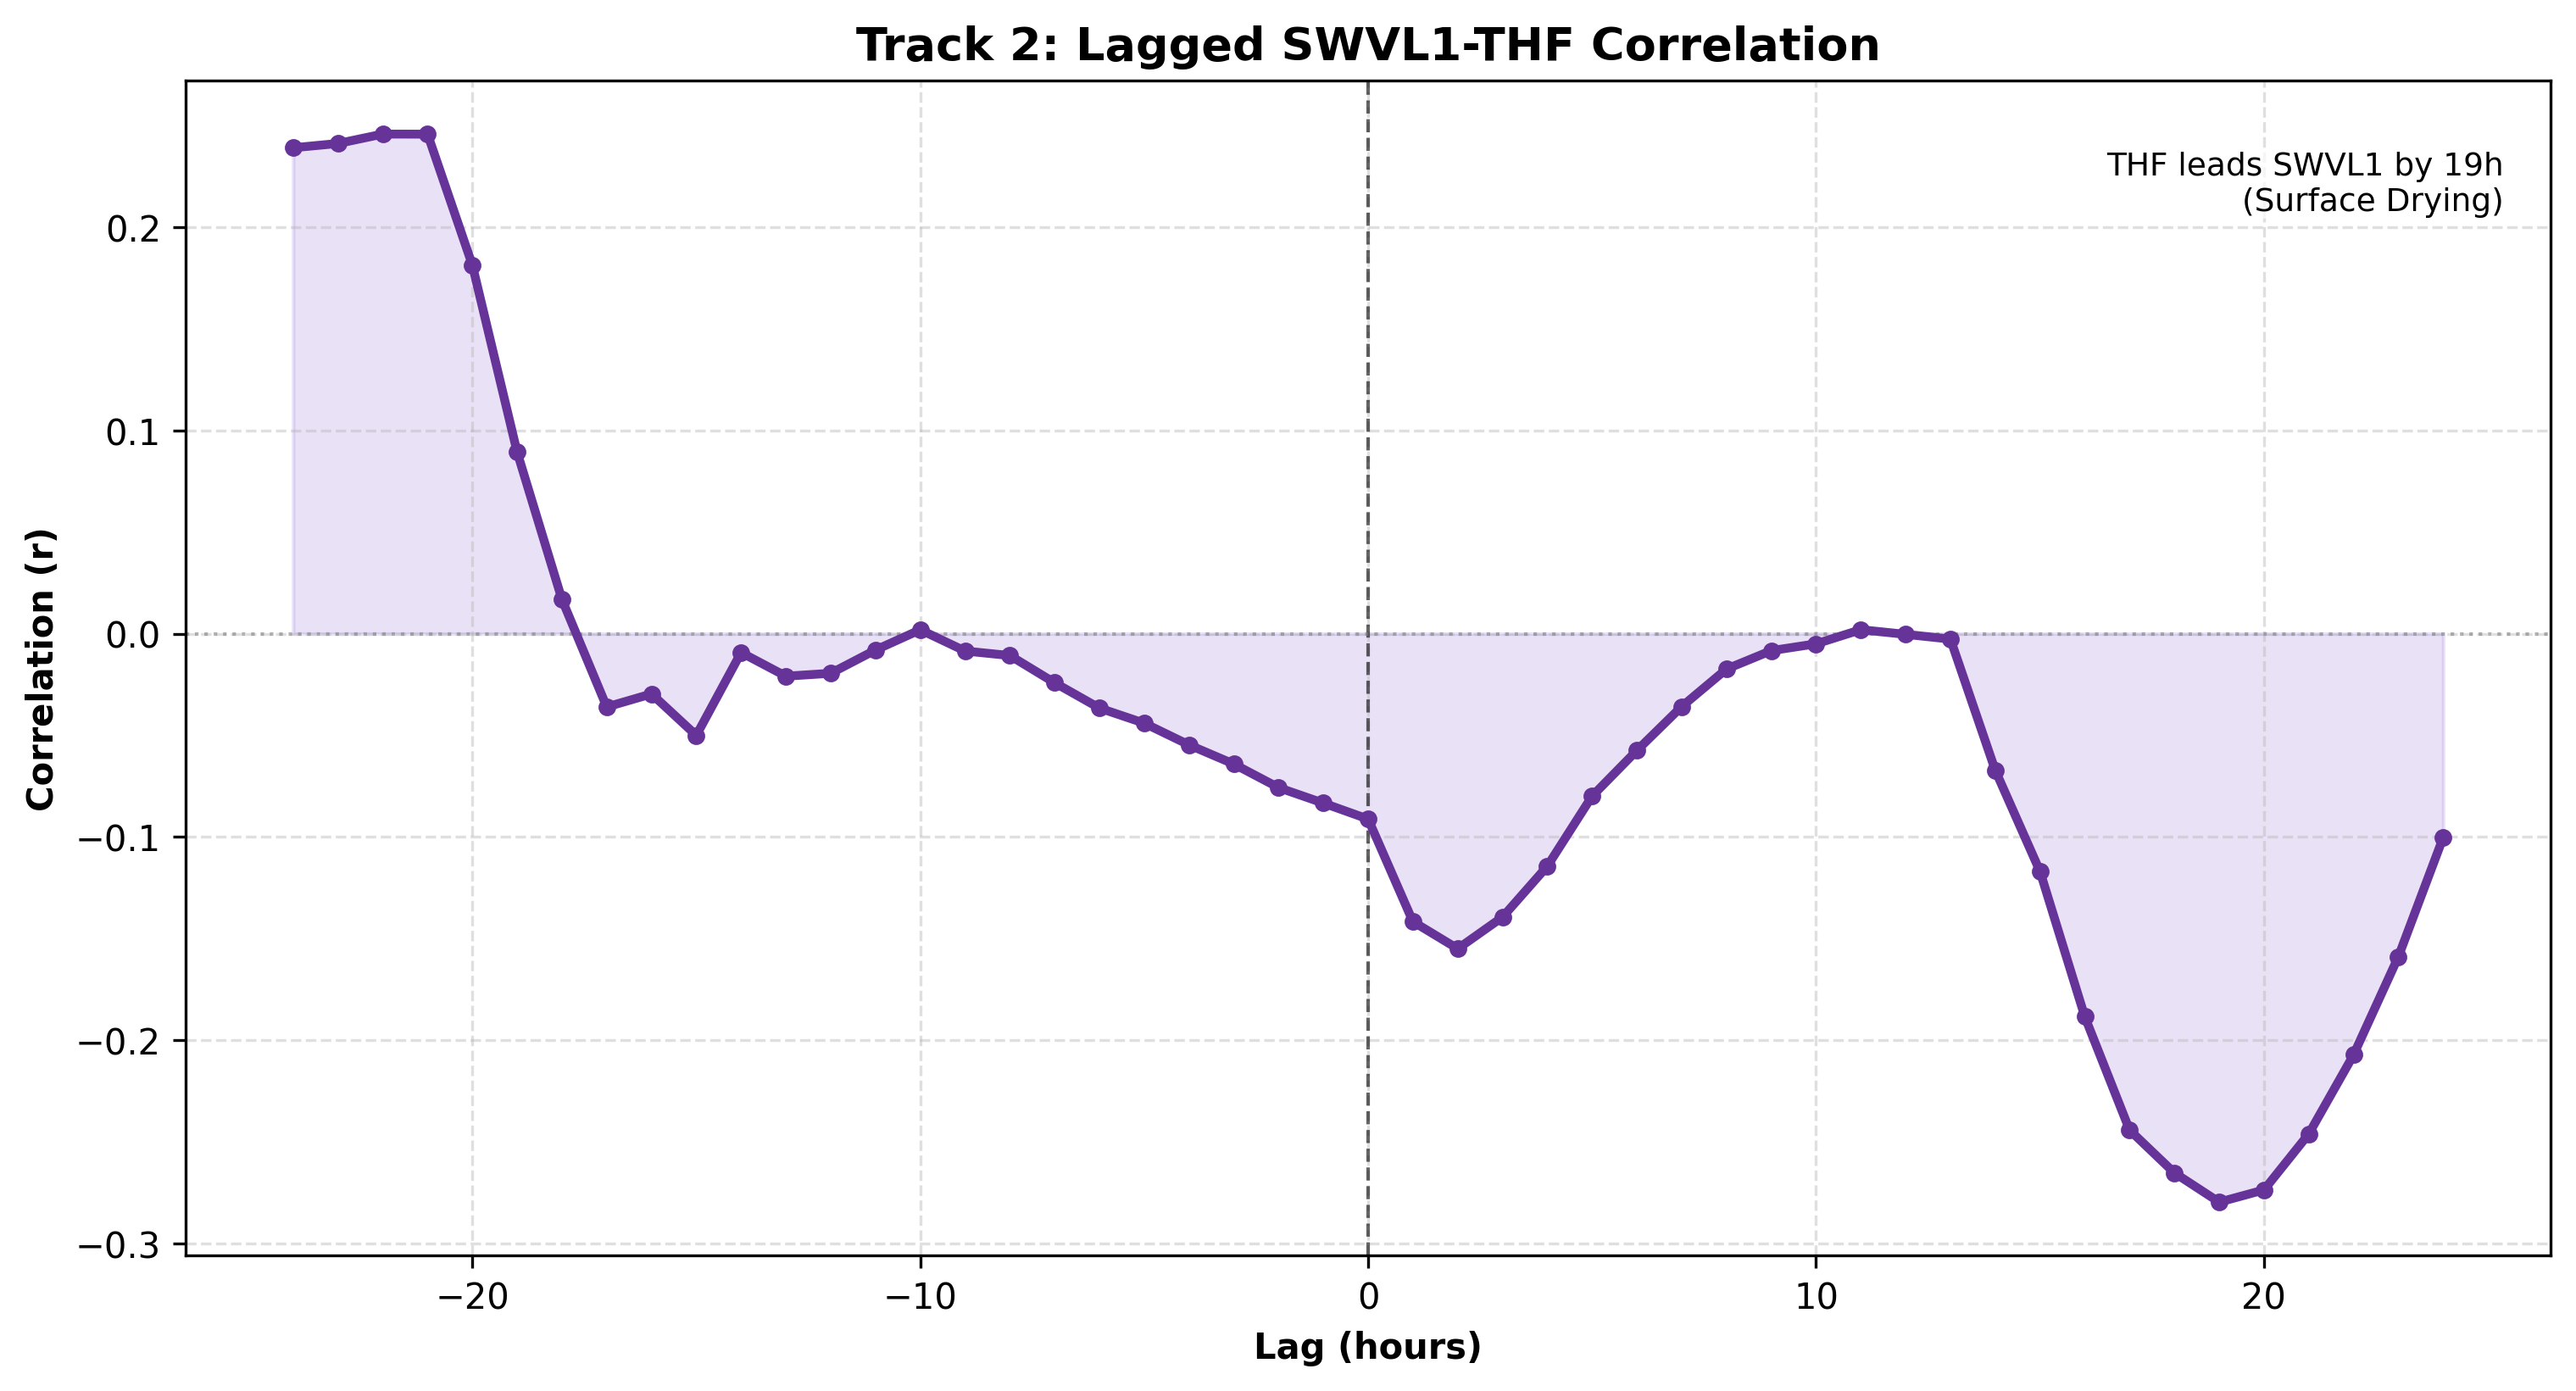 Track 2: Lagged SWVL1-THF Correlation
THF leads SWVL1 by 19h
(Surface Drying)
Correlation (r)
0.2
0.1
0.0
−0.1
−0.2
−0.3
−20
−10
0
10
20
Lag (hours)